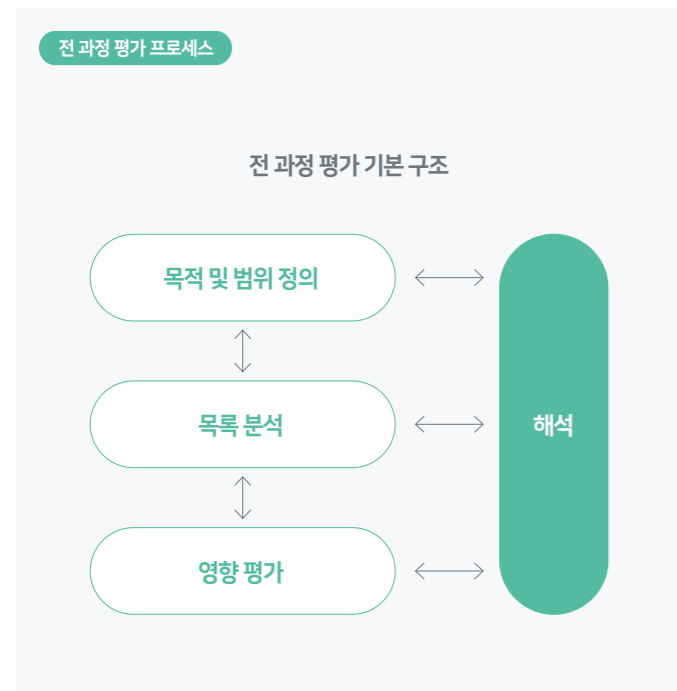 전 과정 평가 프로세스
전 과정 평가 기본 구조
목적 및 범위 정의
목록 분석
해석
영향 평가